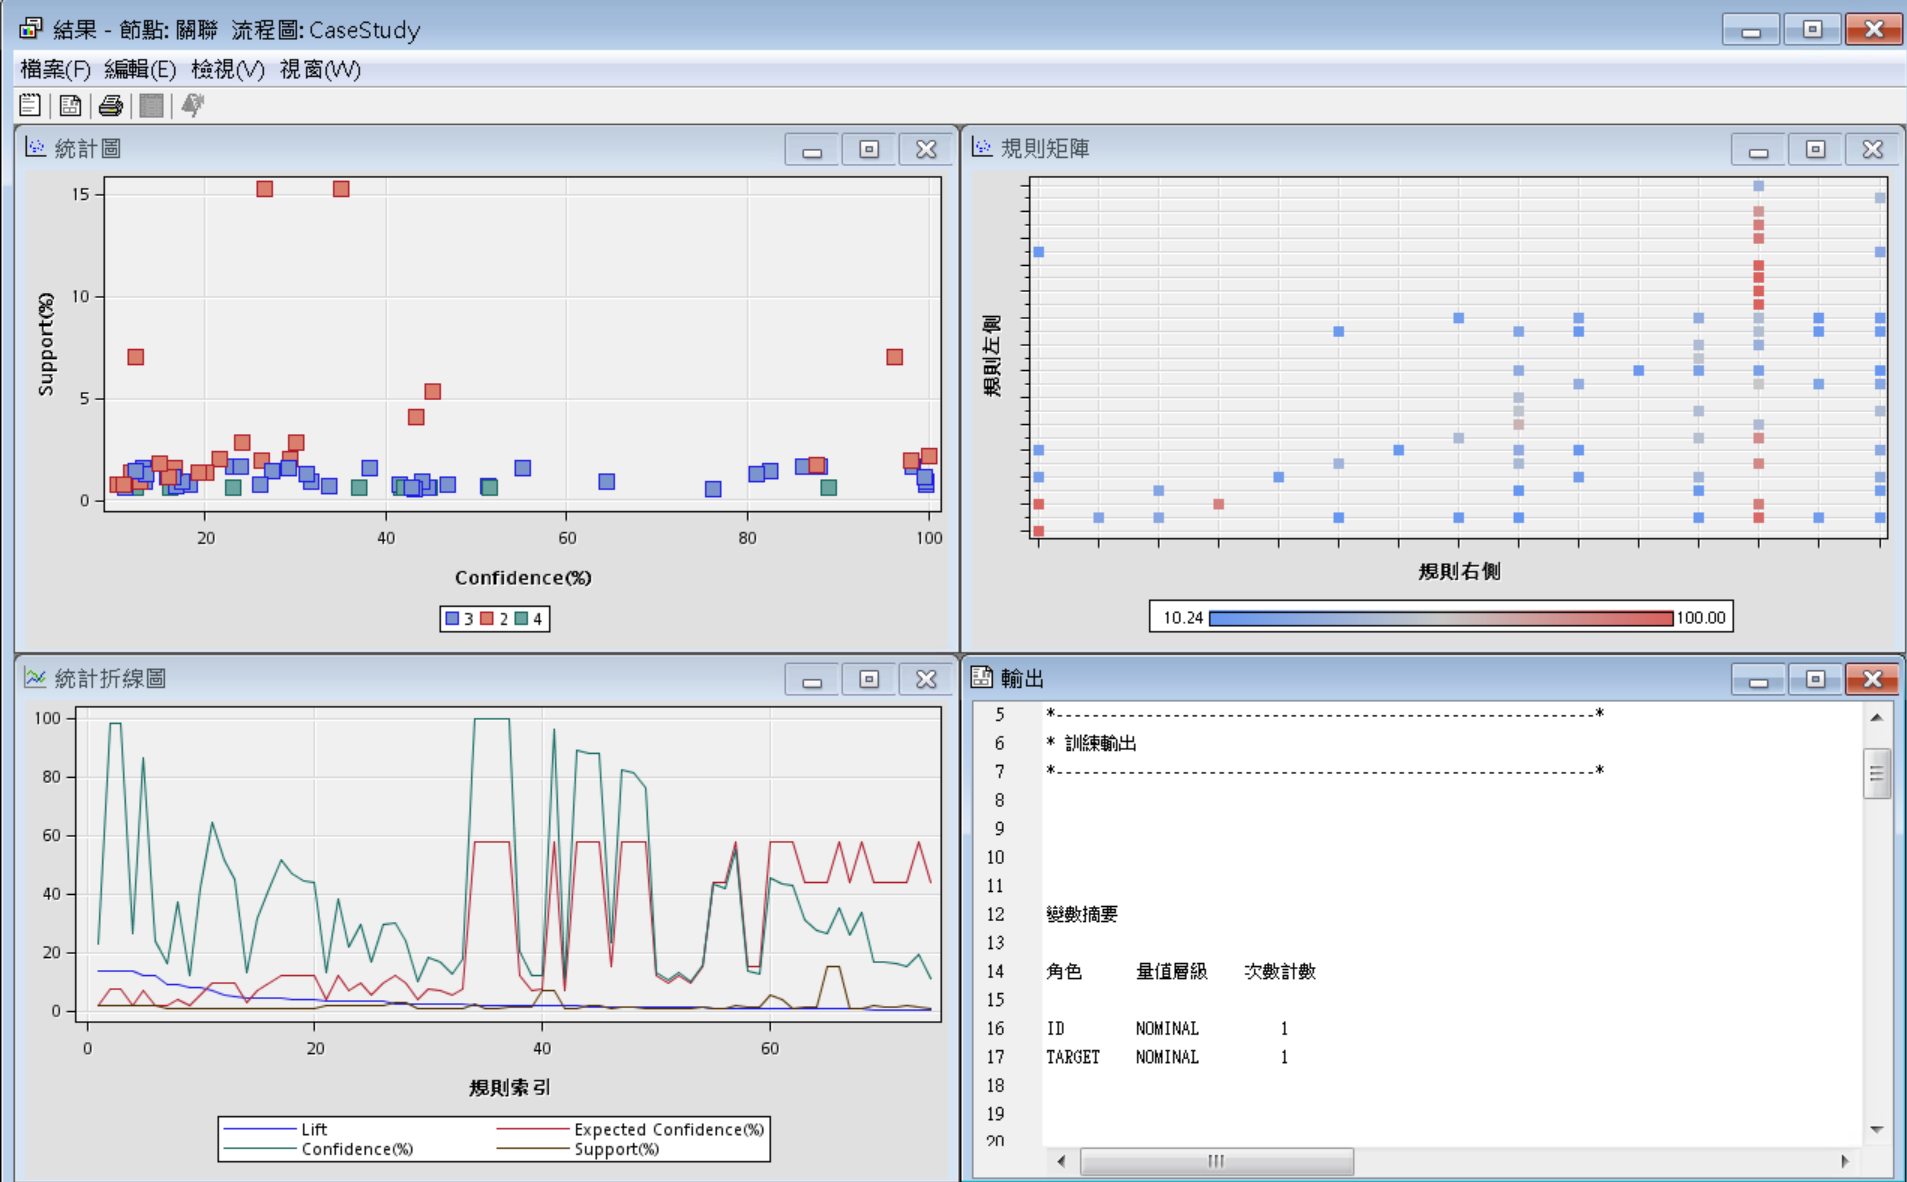 結果 - 節點: 關聯 流程圖: CaseStudy
檔案(F) 編輯(E) 檢視(V) 視窗(W)
統計圖
15
10
5
0
Support(%)
20 40 60 80 100
Confidence(%)
3 2 4
規則矩陣
規則左側
規則右側
10.24 100.00
統計折線圖
100
80
60
40
20
0
0 20 40 60
規則索引
Lift Expected Confidence(%)
Confidence(%) Support(%)
輸出
5 *------------------------------------------------------------*
6 * 訓練輸出
7 *------------------------------------------------------------*
8
9
10
11
12 變數摘要
13
14 角色 量值層級 次數計數
15
16 ID NOMINAL 1
17 TARGET NOMINAL 1
18
19
20